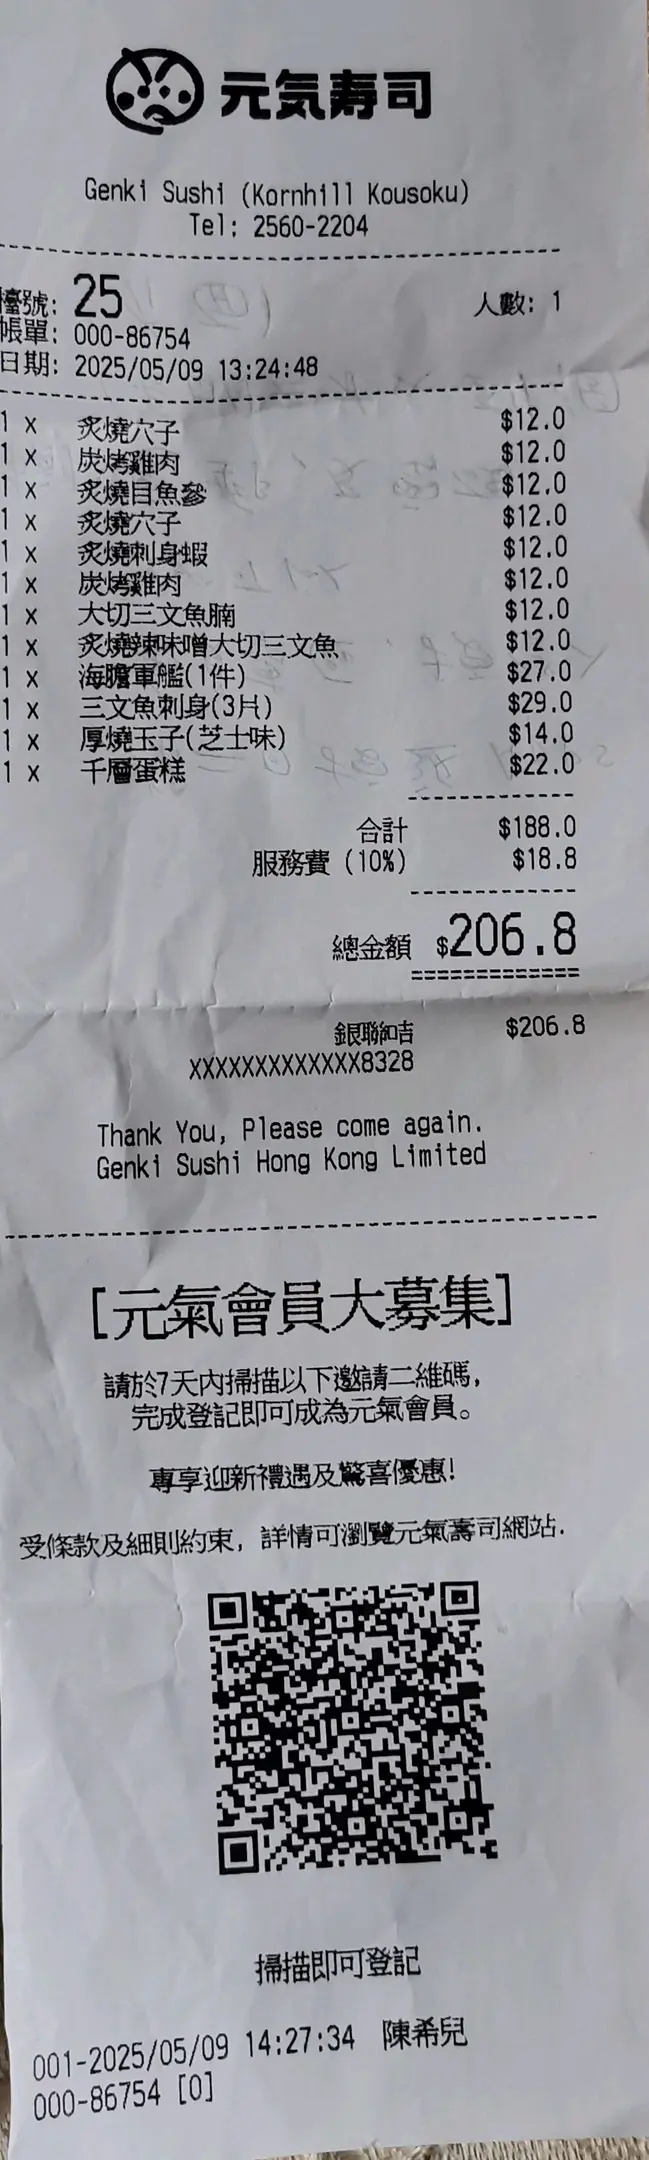 元気寿司
Genki Sushi (Kornhill Kousoku)
Tel: 2560-2204
檯號: 25 人數: 1
帳單: 000-86754
日期: 2025/05/09 13:24:48
1 x 炙燒穴子 $12.0
1 x 炭烤雞肉 $12.0
1 x 炙燒目魚參 $12.0
1 x 炙燒穴子 $12.0
1 x 炙燒刺身蝦 $12.0
1 x 炭烤雞肉 $12.0
1 x 大切三文魚腩 $12.0
1 x 炙燒辣味噌大切三文魚 $12.0
1 x 海膽軍艦(1件) $27.0
1 x 三文魚刺身(3片) $29.0
1 x 厚燒玉子(芝士味) $14.0
1 x 千層蛋糕 $22.0
合計 $188.0
服務費 (10%) $18.8
總金額 $206.8
銀聯咭 $206.8
XXXXXXXXXXXXX8328
Thank You, Please come again.
Genki Sushi Hong Kong Limited
[元氣會員大募集]
請於7天內掃描以下邀請二維碼,
完成登記即可成為元氣會員。
專享迎新禮遇及驚喜優惠!
受條款及細則約束, 詳情可瀏覽元氣壽司網站.
掃描即可登記
001-2025/05/09 14:27:34 陳希兒
000-86754 [0]